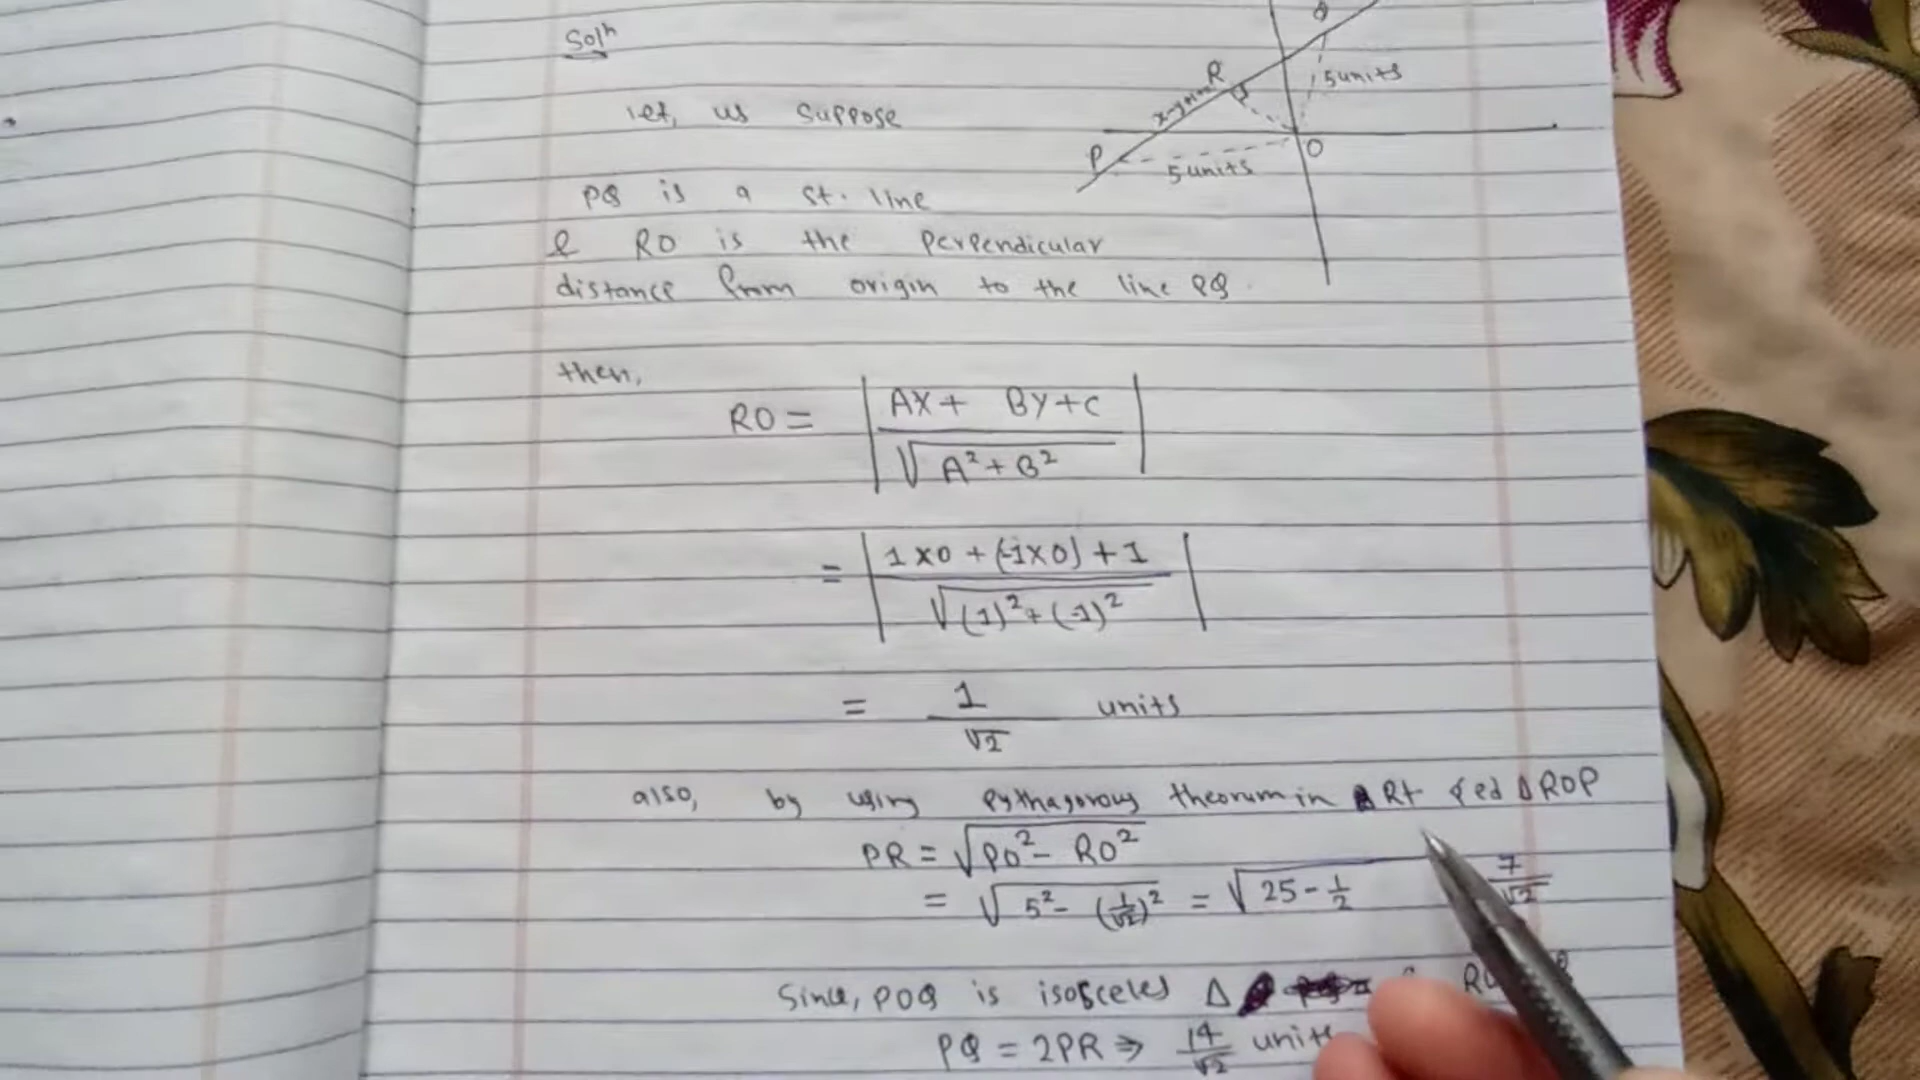 Solⁿ
Q
R
5 units
x-y+1=0
let, us suppose
P
O
5 units
PQ is a st. line
& RO is the perpendicular
distance from origin to the line PQ.
then,
RO = | AX + BY + C |
√A² + B²
= | 1×0 + (-1×0) + 1 |
√(1)² + (-1)²
= 1 units
√2
also, by using pythagorous theorum in Rt ∠ed Δ ROP
PR = √PO² - RO²
= √5² - (1/√2)² = √25 - 1/2 7/√2
Since, POQ is isosceles Δ
PQ = 2PR ⇒ 14/√2 units